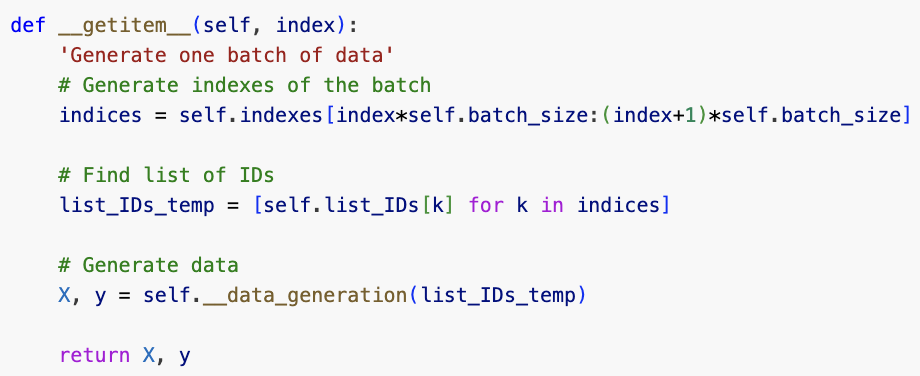 def __getitem__(self, index):
    'Generate one batch of data'
    # Generate indexes of the batch
    indices = self.indexes[index*self.batch_size:(index+1)*self.batch_size]

    # Find list of IDs
    list_IDs_temp = [self.list_IDs[k] for k in indices]

    # Generate data
    X, y = self.__data_generation(list_IDs_temp)

    return X, y